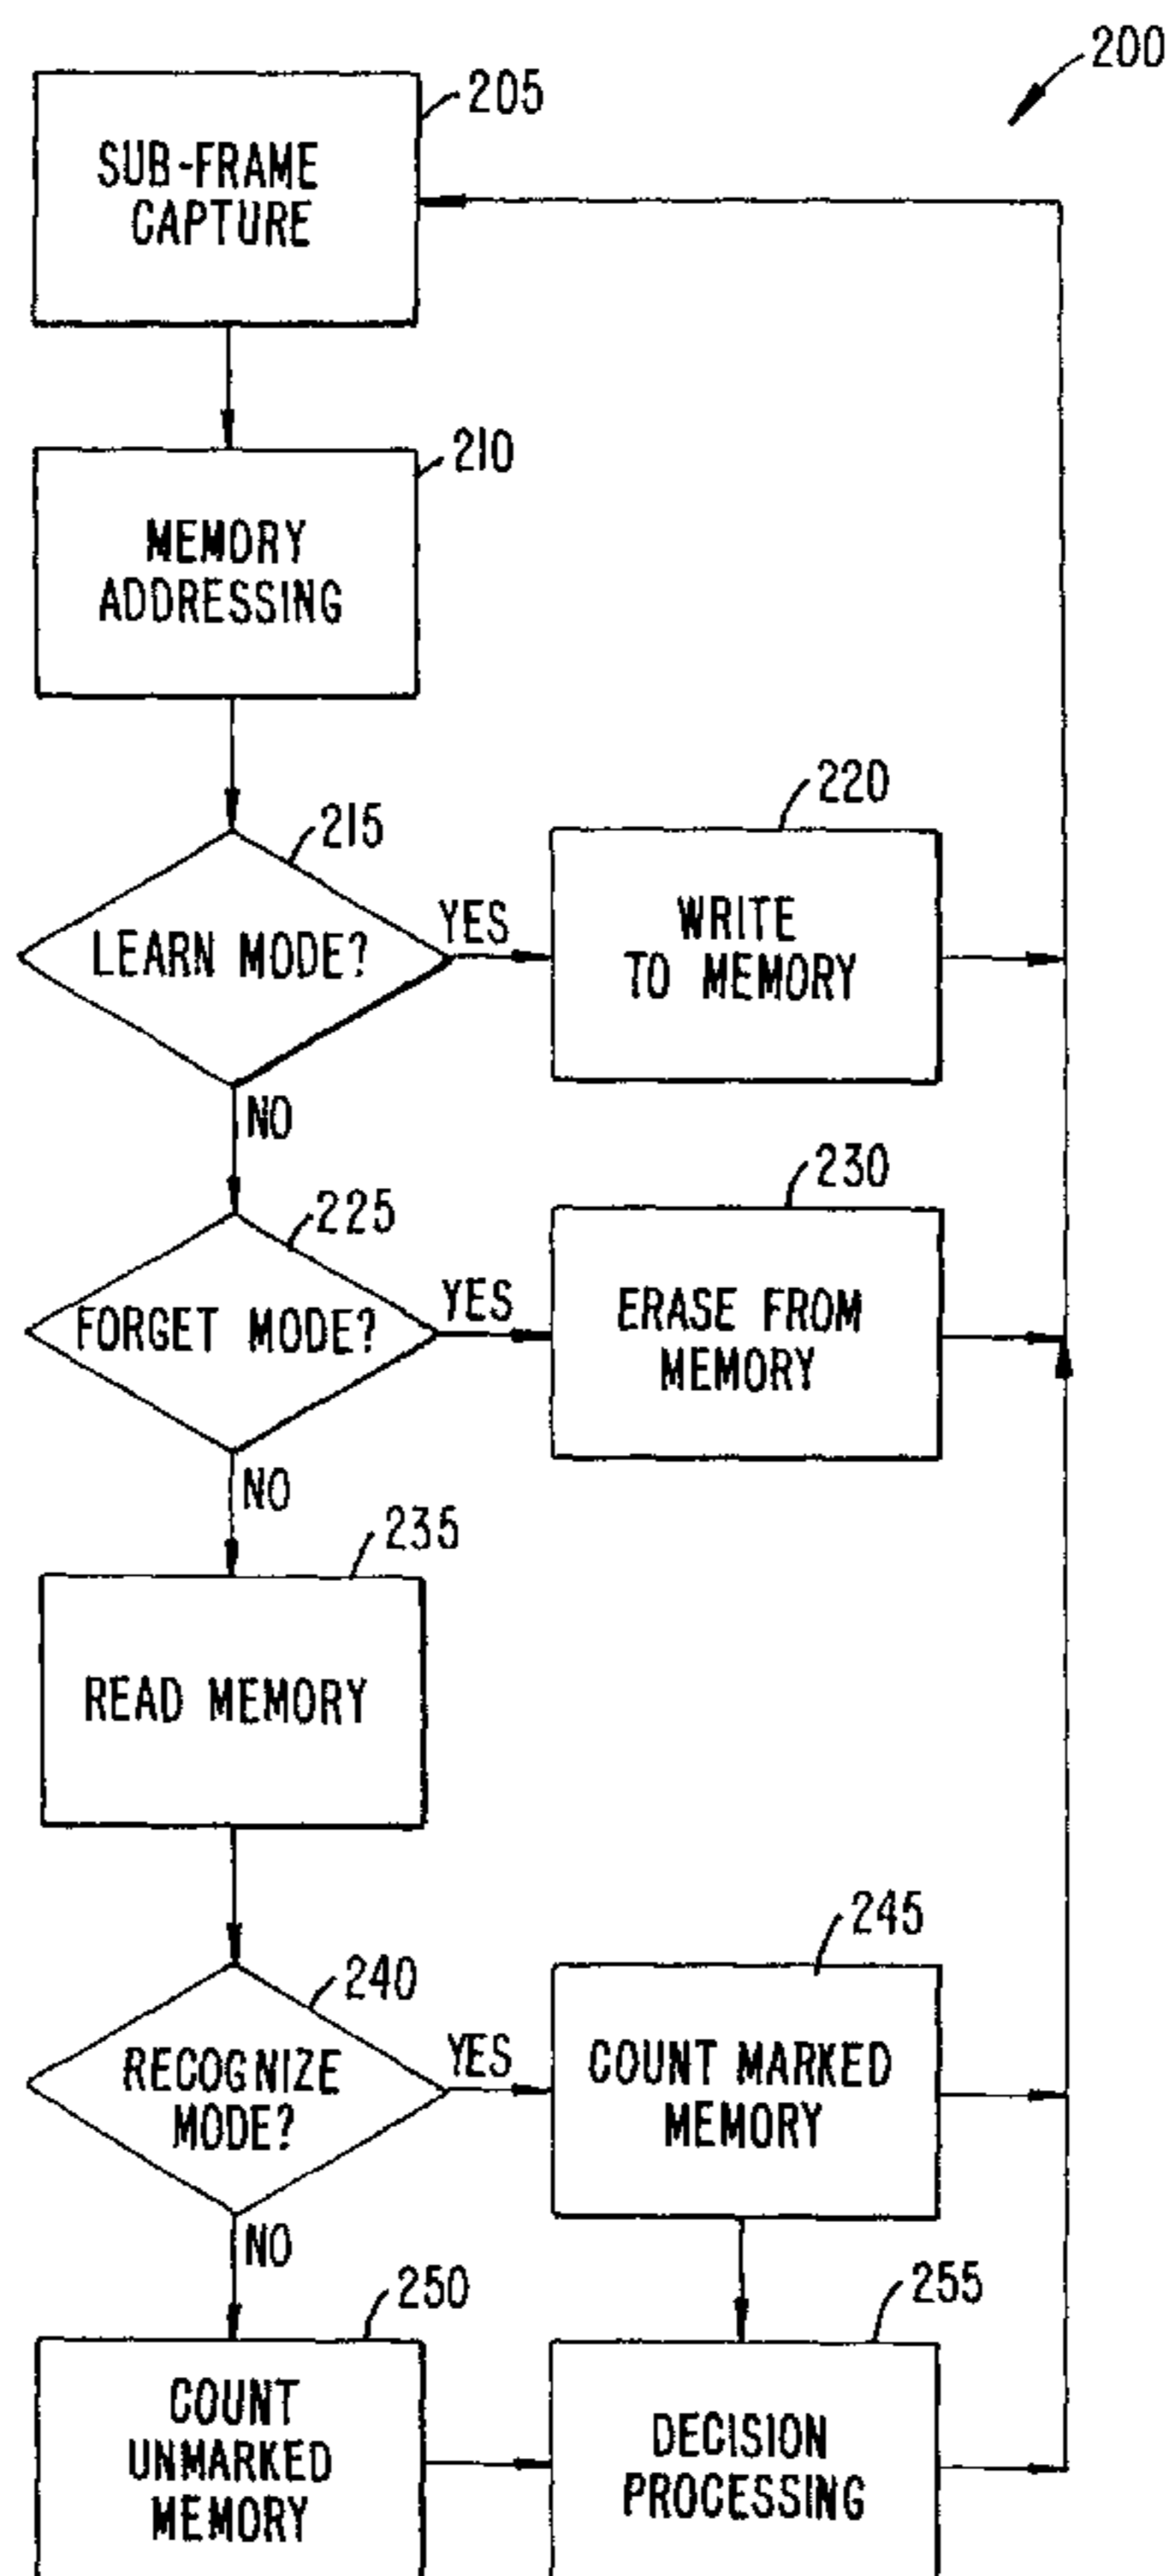 200
205
SUB-FRAME
CAPTURE
210
MEMORY
ADDRESSING
215
LEARN MODE?
YES
220
WRITE
TO MEMORY
NO
225
FORGET MODE?
YES
230
ERASE FROM
MEMORY
NO
235
READ MEMORY
240
RECOGNIZE
MODE?
YES
245
COUNT MARKED
MEMORY
NO
250
COUNT
UNMARKED
MEMORY
255
DECISION
PROCESSING